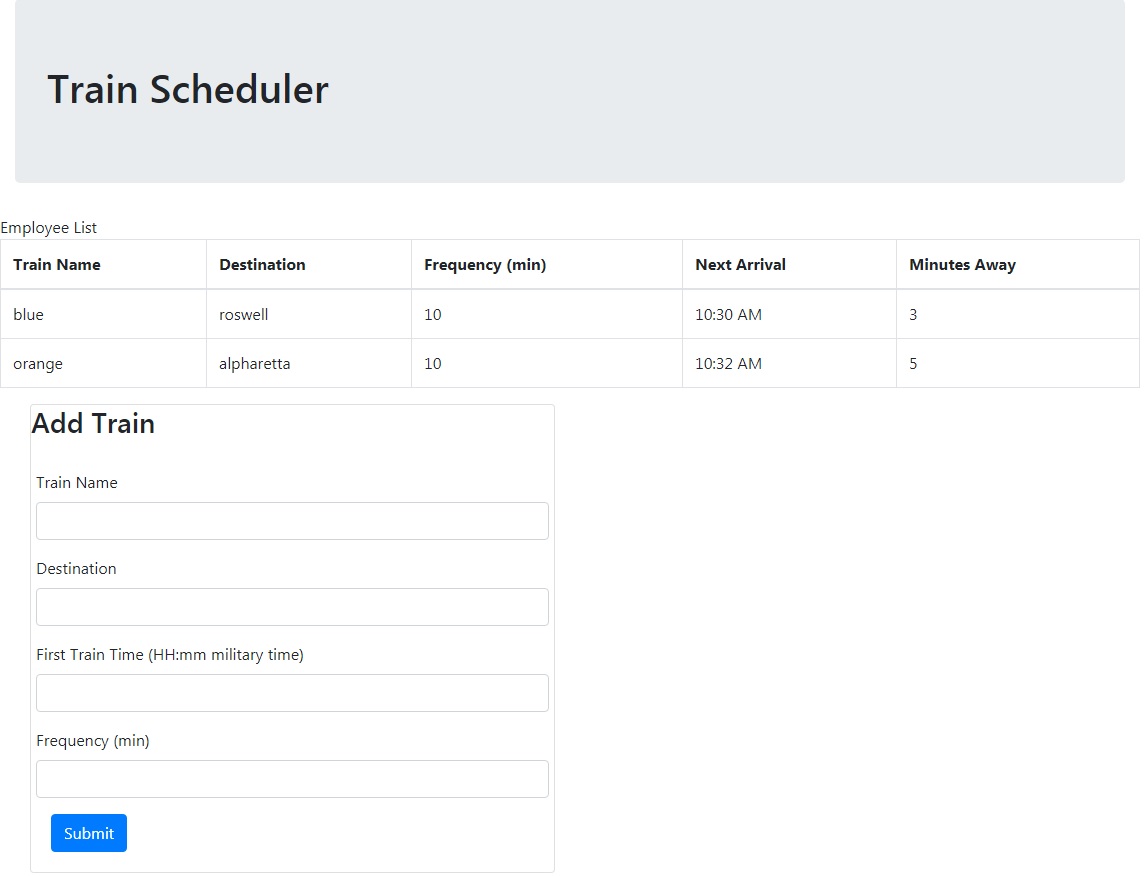 Train Scheduler
Employee List
Train Name Destination Frequency (min) Next Arrival Minutes Away
blue roswell 10 10:30 AM 3
orange alpharetta 10 10:32 AM 5
Add Train
Train Name
Destination
First Train Time (HH:mm military time)
Frequency (min)
Submit